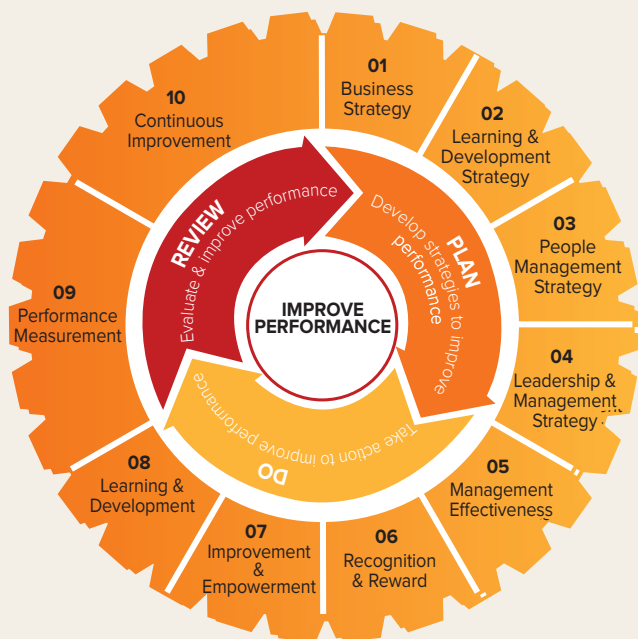 01
Business
Strategy
02
Learning &
Development
Strategy
03
People
Management
Strategy
04
Leadership &
Management
Strategy
05
Management
Effectiveness
06
Recognition
& Reward
07
Improvement
&
Empowerment
08
Learning &
Development
09
Performance
Measurement
10
Continuous
Improvement
REVIEW
Evaluate & improve performance
PLAN
Develop strategies to improve
performance
DO
Take action to improve performance
IMPROVE
PERFORMANCE